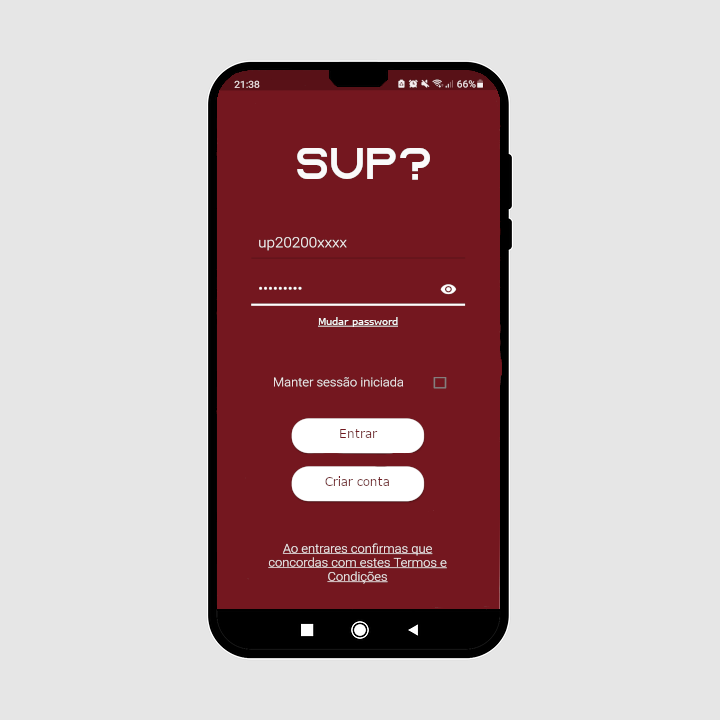 21:38 66%
SUP?
up20200xxxx
•••••••••
Mudar password
Manter sessão iniciada
Entrar
Criar conta
Ao entrares confirmas que
concordas com estes Termos e
Condições